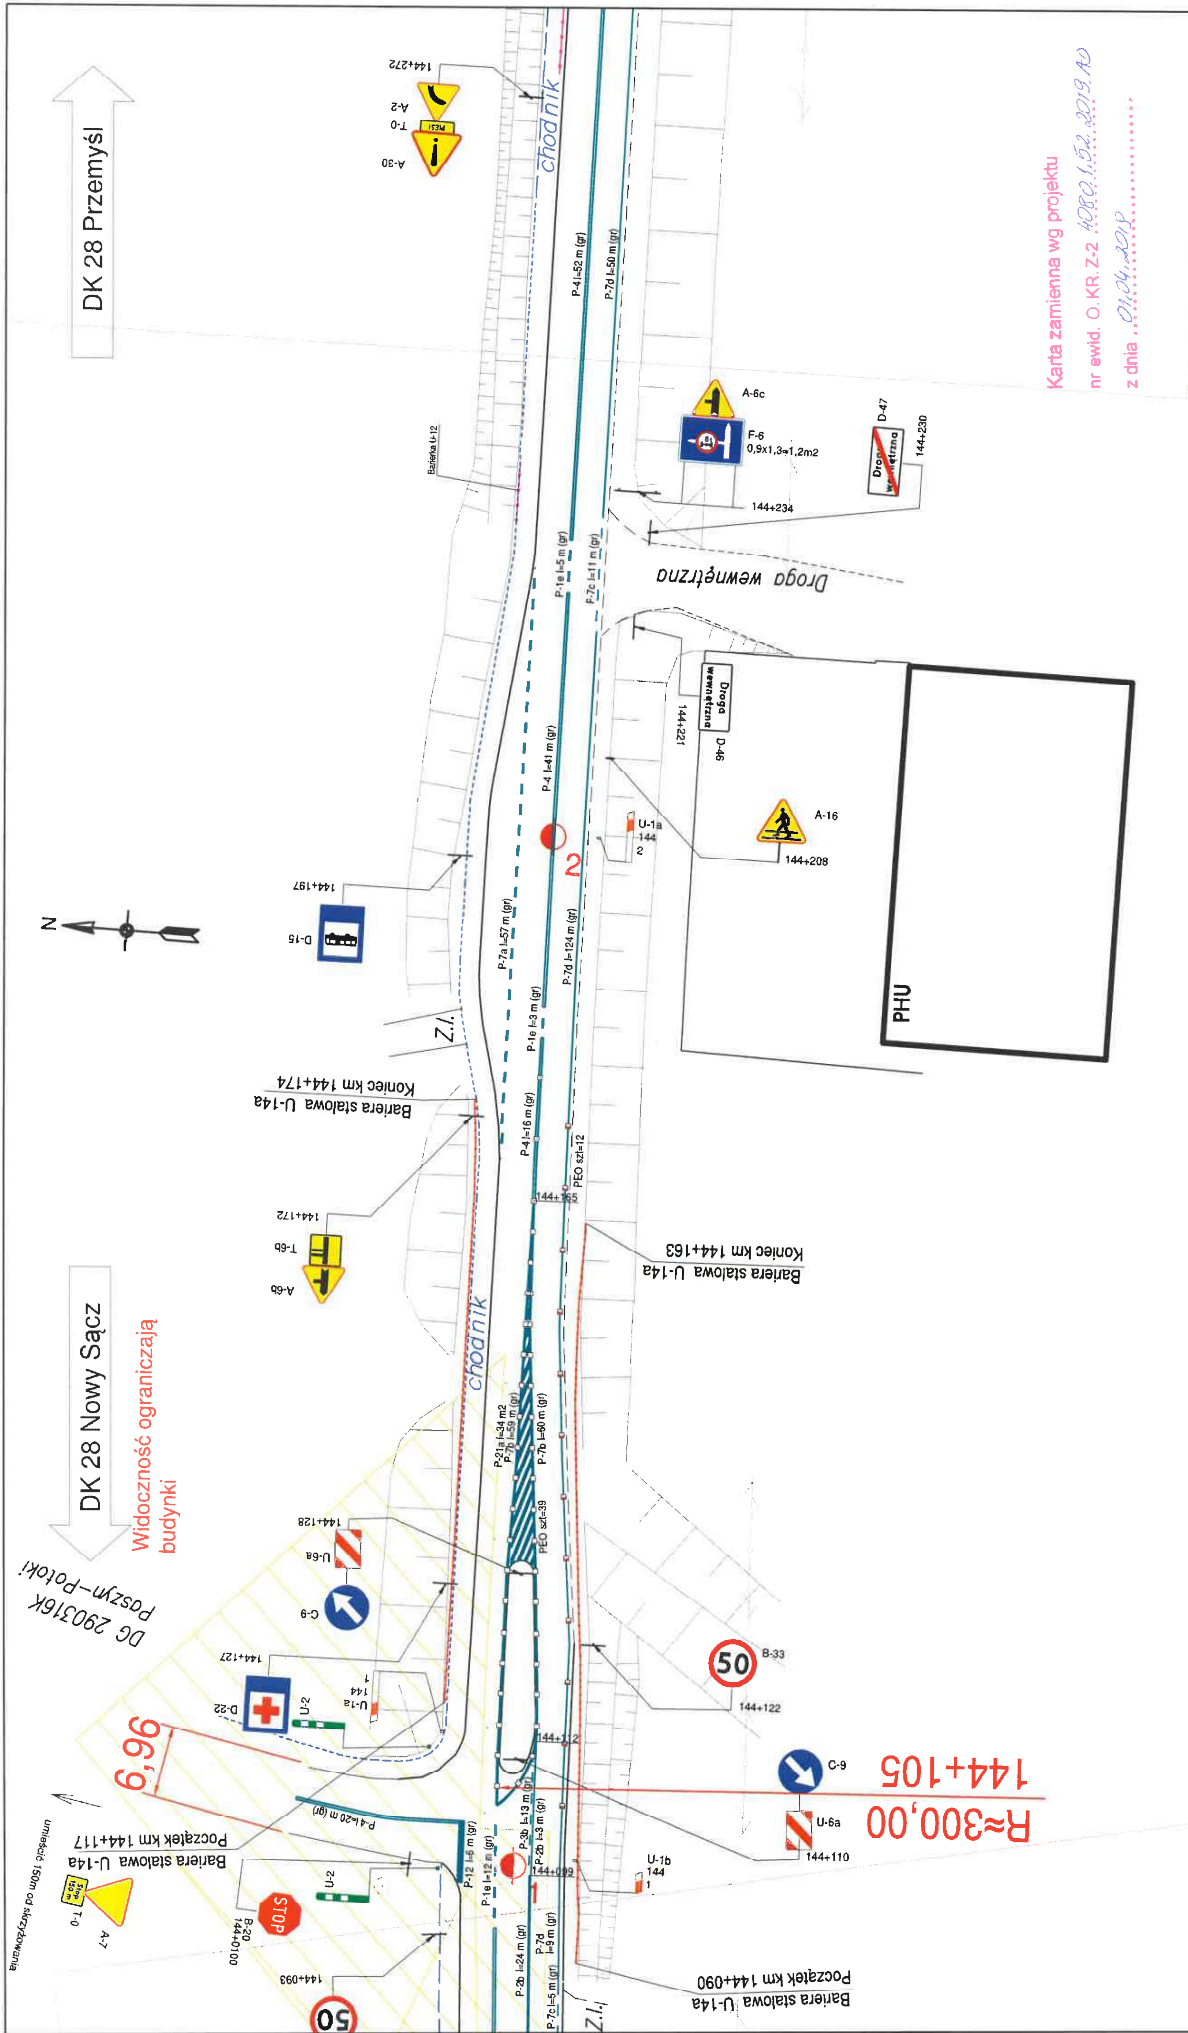 DK 28 Przemyśl
144+272
A-2
T-0
PIESI
A-30
chodnik
P-4 l=52 m (gr)
P-7d l=50 m (gr)
Karta zamienna wg projektu
nr ewid. O.KR.Z-2 4080.1.52.2019.AD
z dnia 01.04.2019
Barierka U-12
A-6c
F-6
0,9x1,3=1,2m2
144+234
D-47
Droga
wewnętrzna
144+230
P-1e l=5 m (gr)
P-7c l=11 m (gr)
Droga wewnętrzna
Droga
wewnętrzna
D-46
144+221
P-4 l=41 m (gr)
2
U-1a
144
2
A-16
144+208
N
144+197
D-15
P-7a l=57 m (gr)
P-7d l=124 m (gr)
P-1e l=3 m (gr)
PHU
Z.I.
Bariera stalowa U-14a
Koniec km 144+174
P-4 l=16 m (gr)
PEO szt=12
144+165
144+172
T-6b
A-6b
Bariera stalowa U-14a
Koniec km 144+163
DK 28 Nowy Sącz
Widoczność ograniczają
budynki
chodnik
P-21a l=34 m2
P-7b l=59 m (gr)
P-7b l=60 m (gr)
PEO szt=39
144+128
U-6a
C-9
DG 290316K
Paszyn-Potoki
144+127
D-22
U-2
U-1a
144
1
50
B-33
144+122
144+112
6,96
C-9
U-6a
144+110
144+105
R≈300,00
P-4 l=20 m (gr)
Bariera stalowa U-14a
Początek km 144+117
P-12 l=6 m (gr)
P-1e l=12 m (gr)
P-3b l=13 m (gr)
P-2b l=3 m (gr)
144+099
1
U-1b
144
1
umieścić 150m od skrzyżowania
Stop
150 m
T-0
A-7
STOP
B-20
144+0100
U-2
144+093
50
P-2b l=24 m (gr)
P-7d
l=9 m (gr)
P-7c l=5 m (gr)
Z.I.
Bariera stalowa U-14a
Początek km 144+090